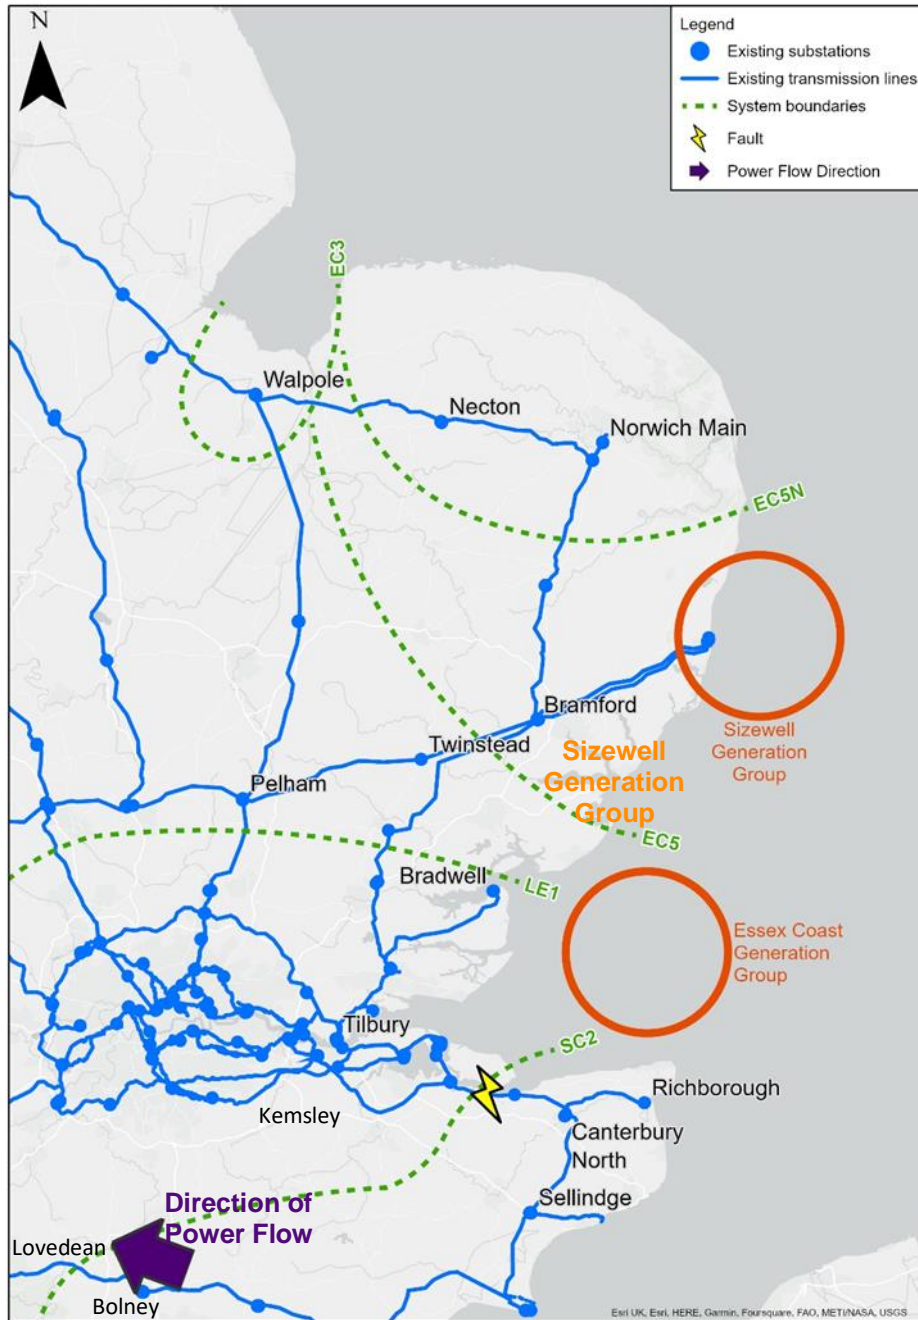 N
Legend
Existing substations
Existing transmission lines
System boundaries
Fault
Power Flow Direction
EC3
Walpole
Necton
Norwich Main
EC5N
Bramford
Twinstead
Sizewell
Generation
Group
Sizewell
Generation
Group
Pelham
EC5
Bradwell
LE1
Essex Coast
Generation
Group
Tilbury
SC2
Richborough
Kemsley
Canterbury
North
Sellindge
Direction of
Power Flow
Lovedean
Bolney
Esri UK, Esri, HERE, Garmin, Foursquare, FAO, METI/NASA, USGS